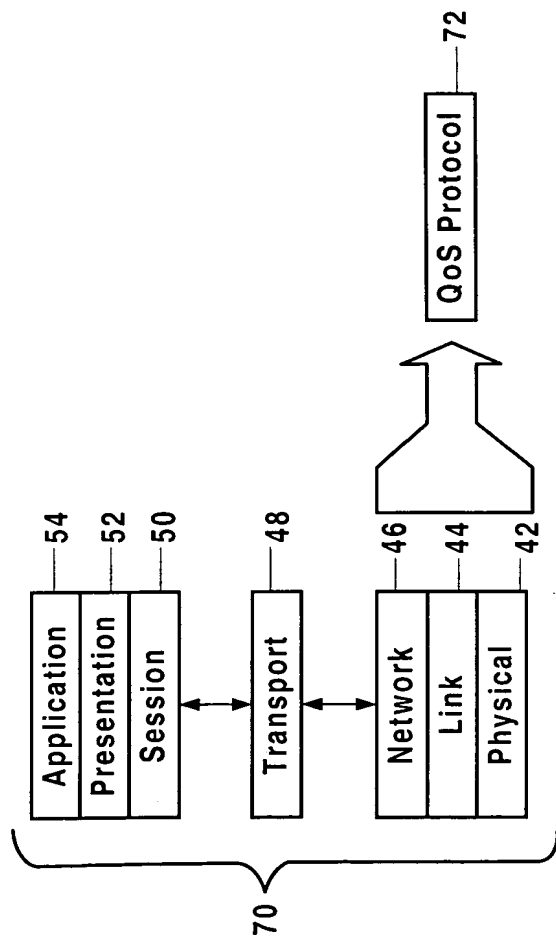 70
Application
54
Presentation
52
Session
50
Transport
48
Network
46
Link
44
Physical
42
QoS Protocol
72